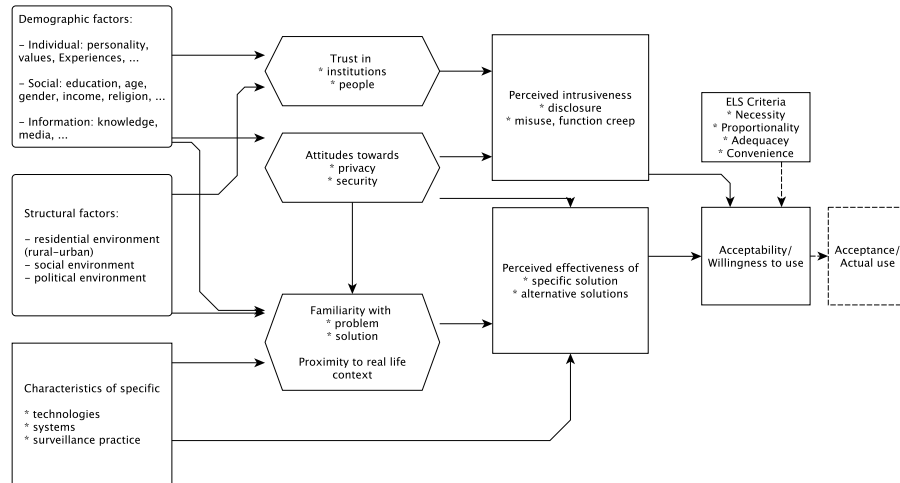 Demographic factors:
– Individual: personality,
values, Experiences, ...
– Social: education, age,
gender, income, religion, ...
– Information: knowledge,
media, ...
Structural factors:
– residential environment
(rural–urban)
– social environment
– political environment
Characteristics of specific
* technologies
* systems
* surveillance practice
Trust in
* institutions
* people
Attitudes towards
* privacy
* security
Familiarity with
* problem
* solution
Proximity to real life
context
Perceived intrusiveness
* disclosure
* misuse, function creep
Perceived effectiveness of
* specific solution
* alternative solutions
ELS Criteria
* Necessity
* Proportionality
* Adequacey
* Convenience
Acceptability/
Willingness to use
Acceptance/
Actual use